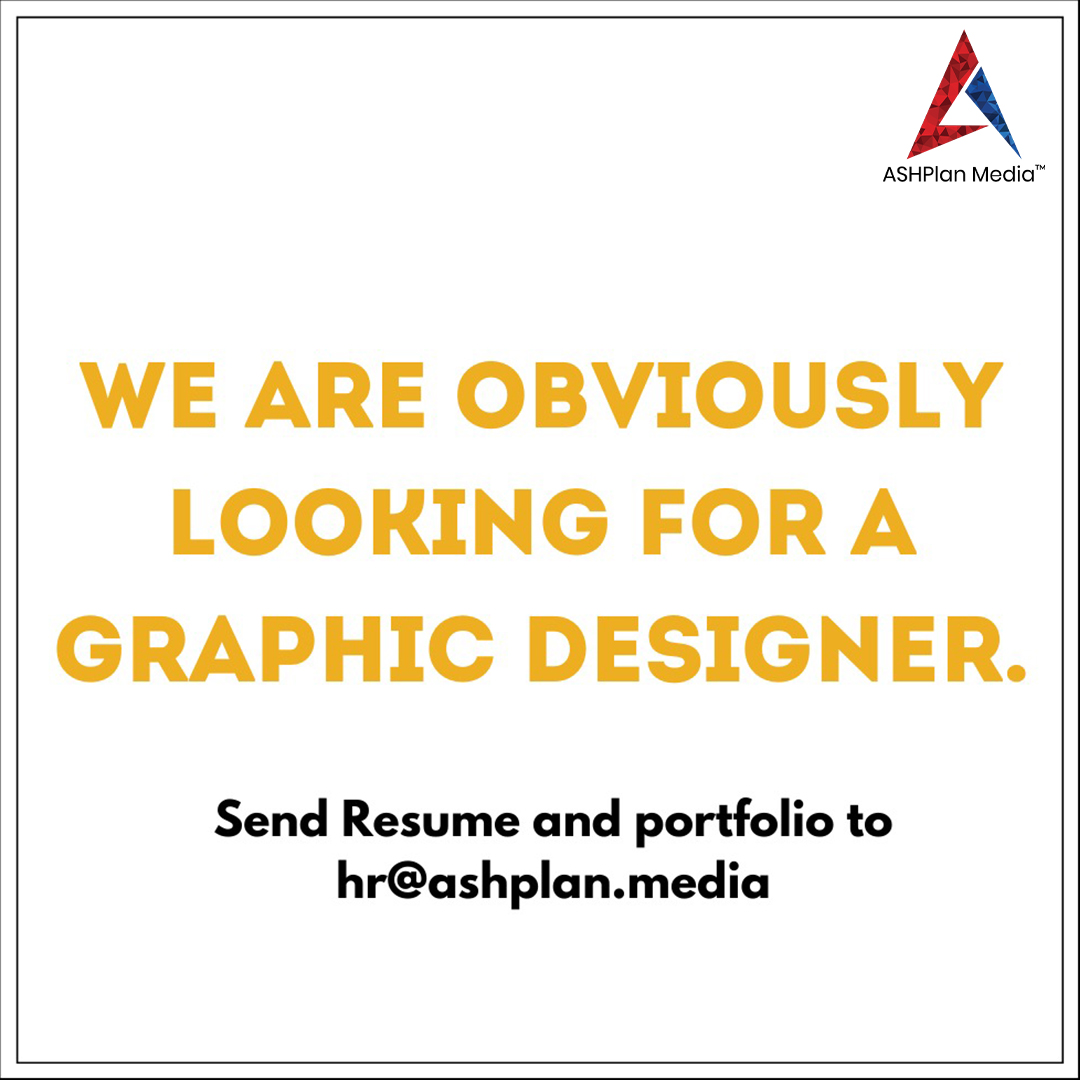 ASHPlan Media™
WE ARE OBVIOUSLY
LOOKING FOR A
GRAPHIC DESIGNER.
Send Resume and portfolio to
hr@ashplan.media